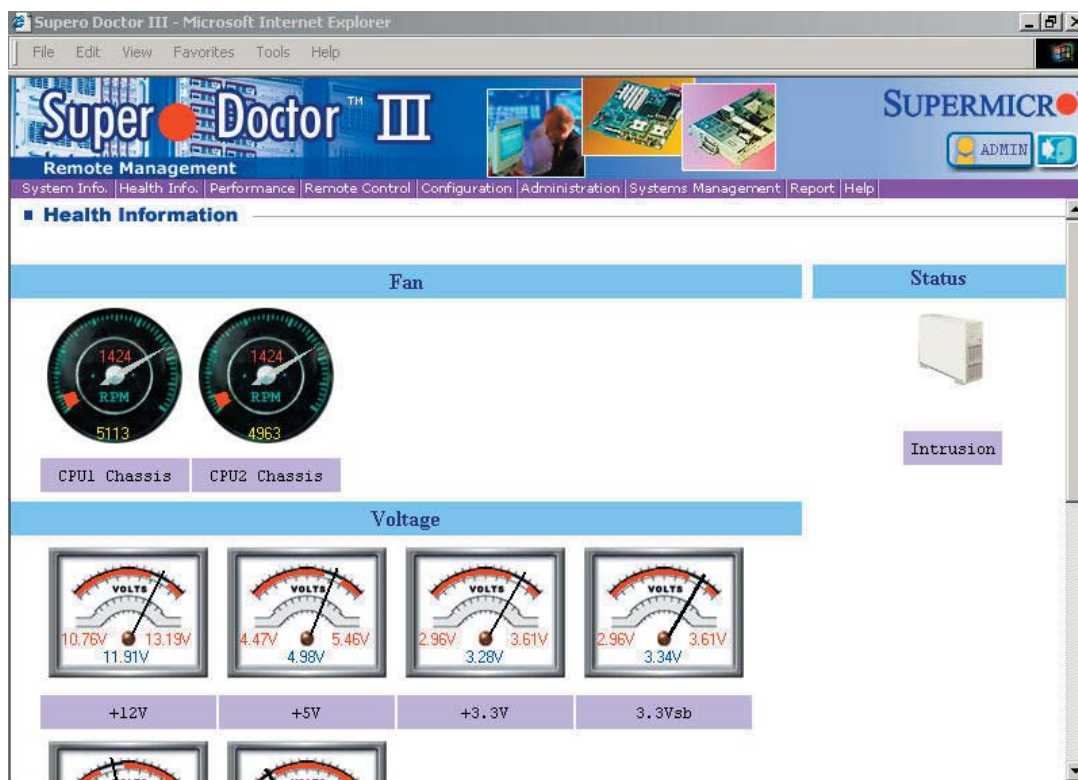 Supero Doctor III - Microsoft Internet Explorer
File Edit View Favorites Tools Help
Super Doctor™ III
Remote Management
SUPERMICRO
ADMIN
System Info. Health Info. Performance Remote Control Configuration Administration Systems Management Report Help
Health Information
Fan
Status
1424
RPM
5113
1424
RPM
4963
CPU1 Chassis
CPU2 Chassis
Intrusion
Voltage
VOLTS
10.76V 13.19V
11.91V
VOLTS
4.47V 5.46V
4.98V
VOLTS
2.96V 3.61V
3.28V
VOLTS
2.96V 3.61V
3.34V
+12V
+5V
+3.3V
3.3Vsb